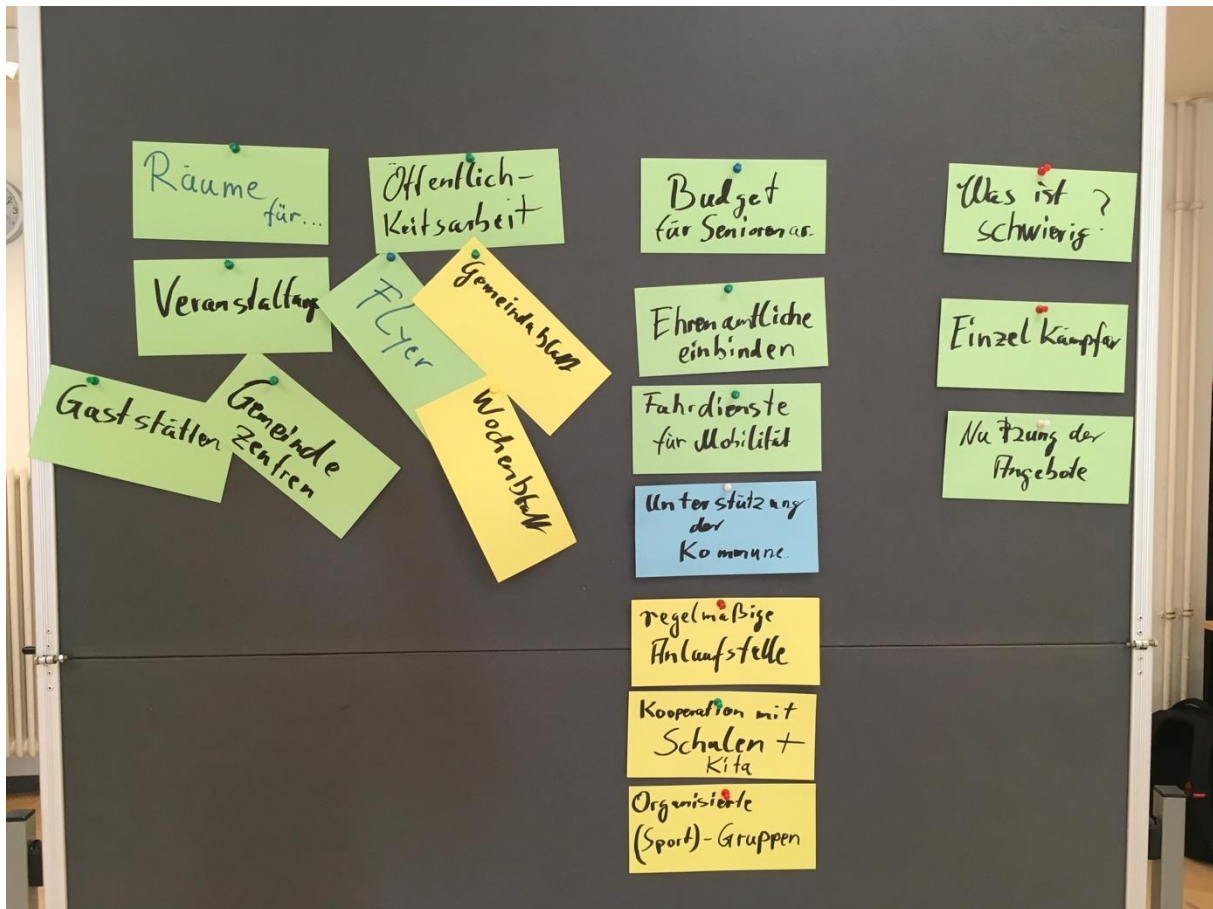 Räume
für...
Veranstaltung
Gaststätten
Gemeinde
zentren
Öffentlich-
Keitsarbeit
Flyer
Gemeindeblatt
Wochenblatt
Budget
für Seniorenar.
Ehrenamtliche
einbinden
Fahrdienste
für Mobilität
Unterstützung
der
Kommune.
regelmäßige
Anlaufstelle
Kooperation mit
Schulen +
Kita
Organisierte
(Sport)-Gruppen
Was ist ?
schwierig
Einzelkämpfer
Nutzung der
Angebote